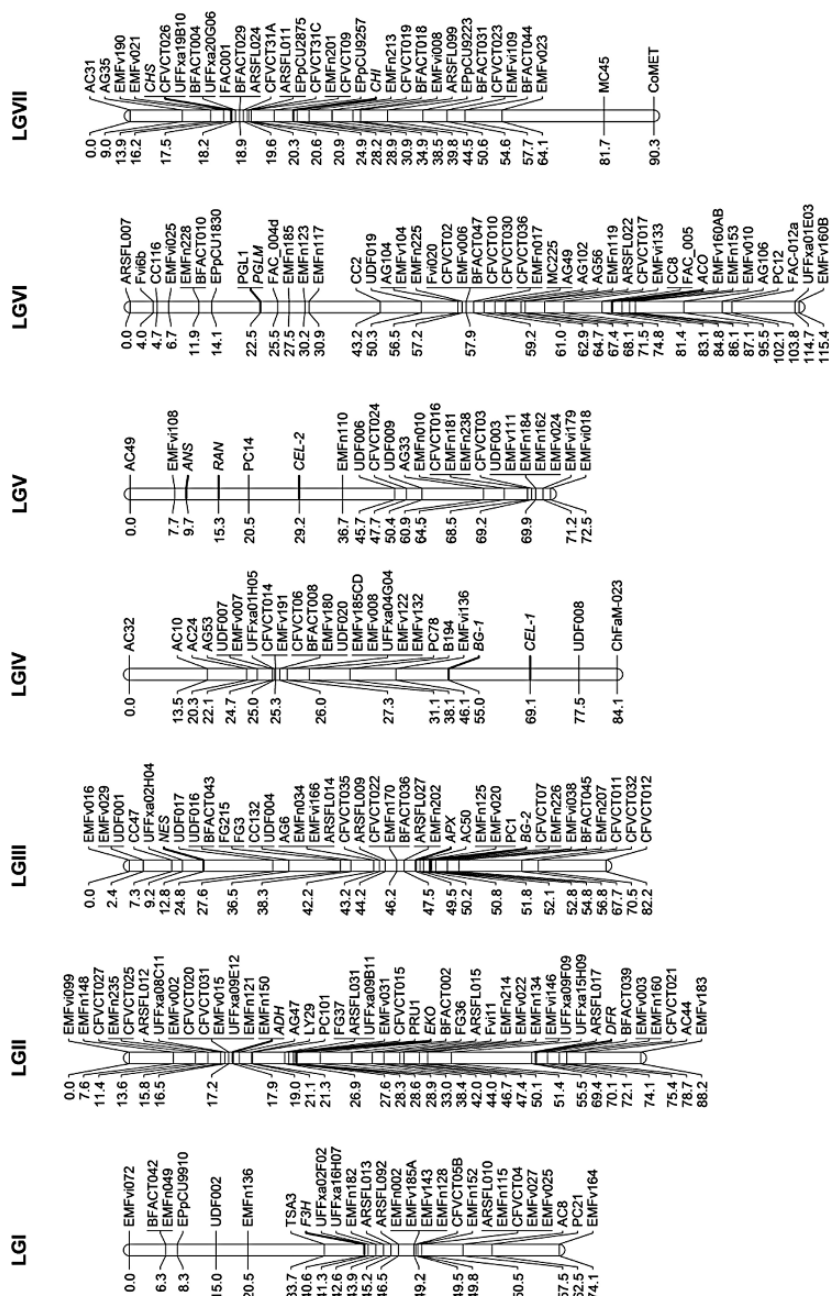 LGI
0.0
6.3
8.3
15.0
20.5
33.7
40.6
41.3
42.6
43.9
45.2
46.5
49.2
49.5
49.8
74.1
EMFvi072
BFACT042
EMFn049
EPpCU9910
UDF002
EMFn136
TSA3
F3H
UFFxa02F02
UFFxa16H07
EMFn182
ARSFL013
ARSFL092
EMFn002
EMFv185A
EMFv143
EMFn128
CFVCT05B
EMFn152
ARSFL010
EMFn115
CFVCT04
EMFv027
EMFv025
AC8
PC21
EMFv164
LGII
0.0
7.6
11.4
13.6
15.8
16.5
17.2
17.9
19.0
21.1
21.3
26.9
27.6
28.3
28.6
28.9
33.0
38.4
42.0
44.0
46.7
47.4
50.1
51.4
55.5
69.4
70.1
72.1
74.1
75.4
78.7
88.2
EMFvi099
EMFn148
CFVCT027
EMFn235
CFVCT025
ARSFL012
UFFxa08C11
EMFv002
CFVCT020
CFVCT031
EMFv015
UFFxa09E12
EMFn121
EMFn150
ADH
AG47
LY29
PC101
FG37
ARSFL031
UFFxa09B11
EMFv031
CFVCT015
PRU1
EKO
BFACT002
FG36
ARSFL015
Fvi11
EMFn214
EMFv022
EMFn134
EMFvi146
UFFxa09F09
UFFxa15H09
ARSFL017
DFR
BFACT039
EMFv003
EMFn160
CFVCT021
AC44
EMFv183
LGIII
0.0
2.4
7.3
9.2
12.8
24.8
27.6
36.5
38.3
42.2
43.2
44.2
46.2
47.5
49.5
50.2
50.8
51.8
52.1
52.8
54.8
56.8
67.7
70.5
82.2
EMFv016
EMFv029
UDF001
CC47
UFFxa02H04
NES
UDF017
UDF016
BFACT043
FG215
FG3
CC132
UDF004
AG6
EMFn034
EMFvi166
ARSFL014
CFVCT035
ARSFL009
CFVCT022
EMFn170
BFACT036
ARSFL027
EMFn202
APX
AC50
EMFn125
EMFv020
PC1
BG-2
CFVCT07
EMFn226
EMFvi038
BFACT045
EMFn207
CFVCT011
CFVCT032
CFVCT012
LGIV
0.0
13.5
20.3
22.1
24.7
25.0
25.3
26.0
27.3
31.1
38.1
46.1
55.0
69.1
77.5
84.1
AC32
AC10
AC24
AG53
UDF007
EMFv007
UFFxa01H05
CFVCT014
EMFv191
CFVCT06
BFACT008
EMFv180
UDF020
EMFv185CD
EMFv008
UFFxa04G04
EMFv122
EMFv132
PC78
B194
EMFvi136
BG-1
CEL-1
UDF008
ChFaM-023
LGV
0.0
7.7
9.7
15.3
20.5
29.2
36.7
45.7
47.7
50.4
60.9
64.5
68.5
69.2
69.9
71.2
72.5
AC49
EMFvi108
ANS
RAN
PC14
CEL-2
EMFn110
UDF006
CFVCT024
UDF009
AG33
EMFn010
CFVCT016
EMFn181
EMFn238
CFVCT03
UDF003
EMFv111
EMFn184
EMFn162
EMFv024
EMFvi179
EMFvi018
LGVI
0.0
4.0
4.7
6.7
11.9
14.1
22.5
25.5
27.5
30.2
30.9
43.2
50.3
56.5
57.2
57.9
59.2
61.0
62.9
64.7
67.4
68.1
71.5
74.8
81.4
83.1
84.8
86.1
87.1
95.5
102.1
103.8
114.7
115.4
ARSFL007
Fvi6b
CC116
EMFvi025
EMFn228
BFACT010
EPpCU1830
PGL1
PGLM
FAC_004d
EMFn185
EMFn123
EMFn117
CC2
UDF019
AG104
EMFv104
EMFn225
Fvi020
CFVCT02
EMFv006
BFACT047
CFVCT010
CFVCT030
CFVCT036
EMFn017
MC225
AG49
AG102
AG56
EMFn119
ARSFL022
CFVCT017
EMFvi133
CC8
FAC_005
ACO
EMFv160AB
EMFn153
EMFv010
AG106
PC12
FAC-012a
UFFxa01E03
EMFv160B
LGVII
0.0
9.0
13.9
16.2
17.5
18.2
18.9
19.6
20.3
20.6
20.9
24.9
28.2
28.9
30.9
34.9
38.5
39.8
44.5
50.6
54.6
57.7
64.1
81.7
90.3
AC31
AG35
EMFv190
EMFv021
CHS
CFVCT026
UFFxa19B10
BFACT004
UFFxa20G06
FAC001
BFACT029
ARSFL024
CFVCT31A
ARSFL011
EPpCU2875
CFVCT31C
EMFn201
CFVCT09
EPpCU9257
CHI
EMFn213
CFVCT019
BFACT018
EMFvi008
ARSFL099
EPpCU9223
BFACT031
CFVCT023
EMFvi109
BFACT044
EMFv023
MC45
CoMET